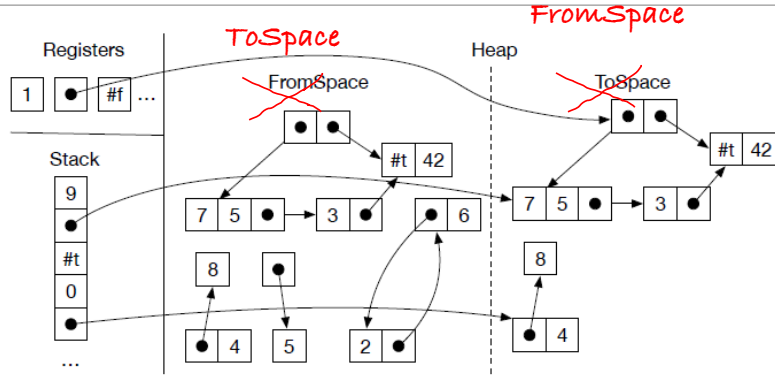 ToSpace
FromSpace
Registers
Heap
FromSpace
ToSpace
1 #f ...
Stack
9
#t
0
...
#t 42
7 5 3
6
8
4 5 2
#t 42
7 5 3
8
4